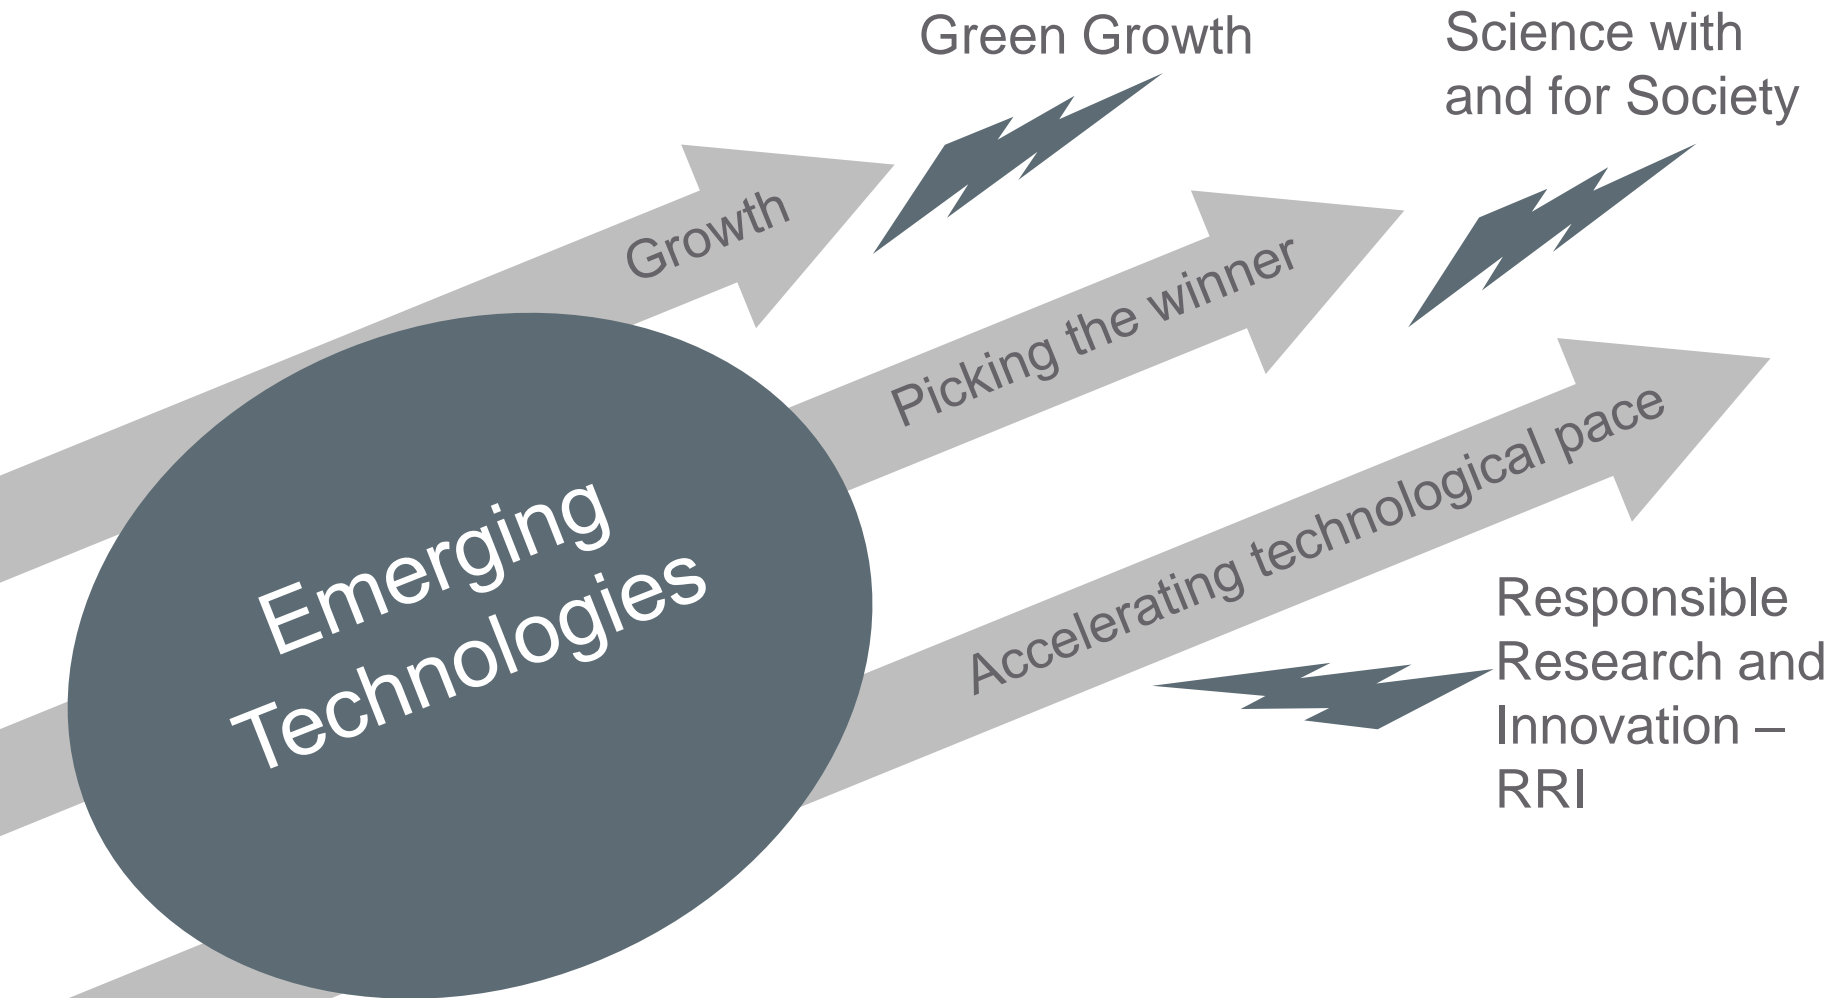 Green Growth
Science with
and for Society
Growth
Picking the winner
Accelerating technological pace
Emerging
Technologies
Responsible
Research and
Innovation –
RRI